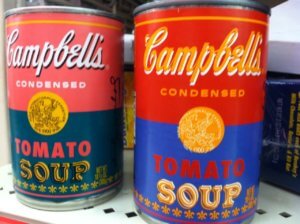 Campbell's
CONDENSED
TOMATO
SOUP
Campbell's
CONDENSED
TOMATO
SOUP